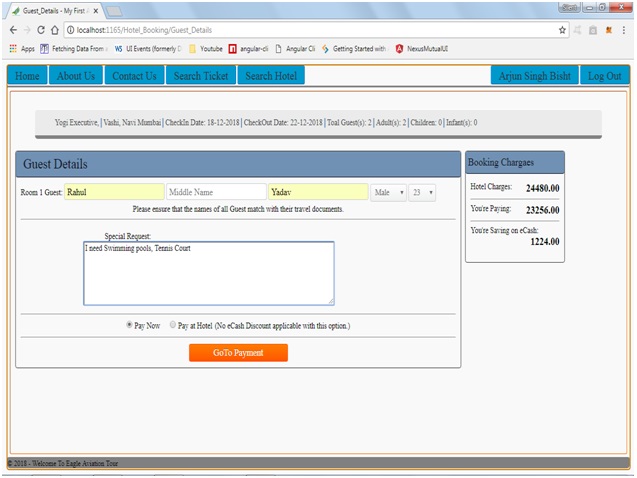 Guest_Details - My First A
localhost:1165/Hotel_Booking/Guest_Details
Apps Fetching Data From UI Events (formerly D Youtube angular-cli Angular Cli Getting Started with NexusMutualUI
Home About Us Contact Us Search Ticket Search Hotel Arjun Singh Bisht Log Out
Yogi Executive, Vashi, Navi Mumbai CheckIn Date: 18-12-2018 CheckOut Date: 22-12-2018 Toal Guest(s): 2 Adult(s): 2 Children: 0 Infant(s): 0
Guest Details
Room 1 Guest: Rahul Middle Name Yadav Male 23
Please ensure that the names of all Guest match with their travel documents.
Special Request:
I need Swimming pools, Tennis Court
Pay Now Pay at Hotel (No eCash Discount applicable with this option.)
GoTo Payment
Booking Chargaes
Hotel Charges: 24480.00
You're Paying: 23256.00
You're Saving on eCash:
1224.00
© 2018 - Welcome To Eagle Aviation Tour